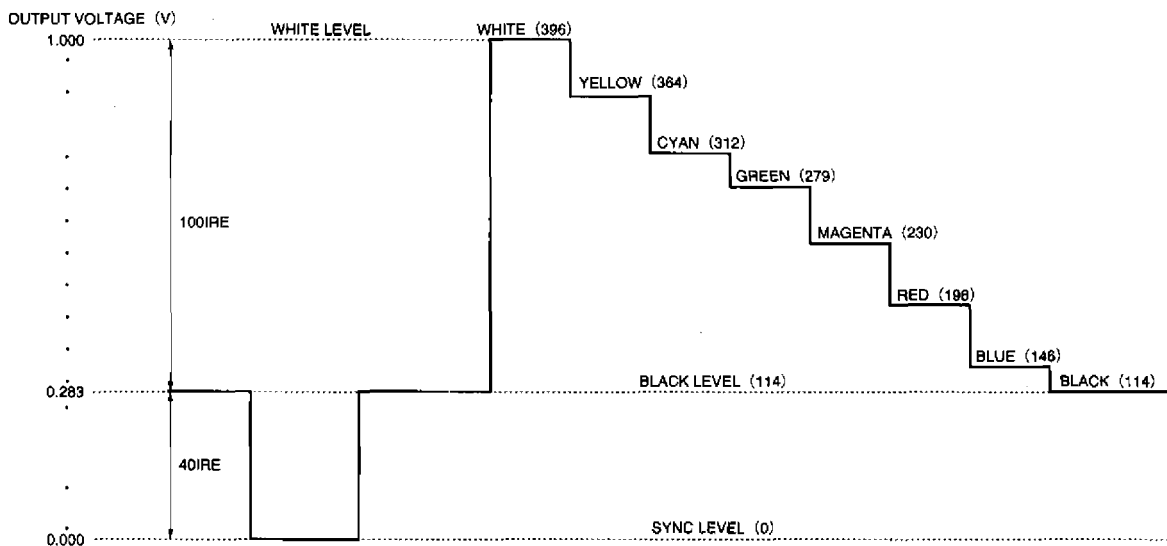 OUTPUT VOLTAGE (V)
1.000
WHITE LEVEL
WHITE (396)
YELLOW (364)
CYAN (312)
GREEN (279)
100IRE
MAGENTA (230)
RED (198)
BLUE (146)
0.283
BLACK LEVEL (114)
BLACK (114)
40IRE
0.000
SYNC LEVEL (0)